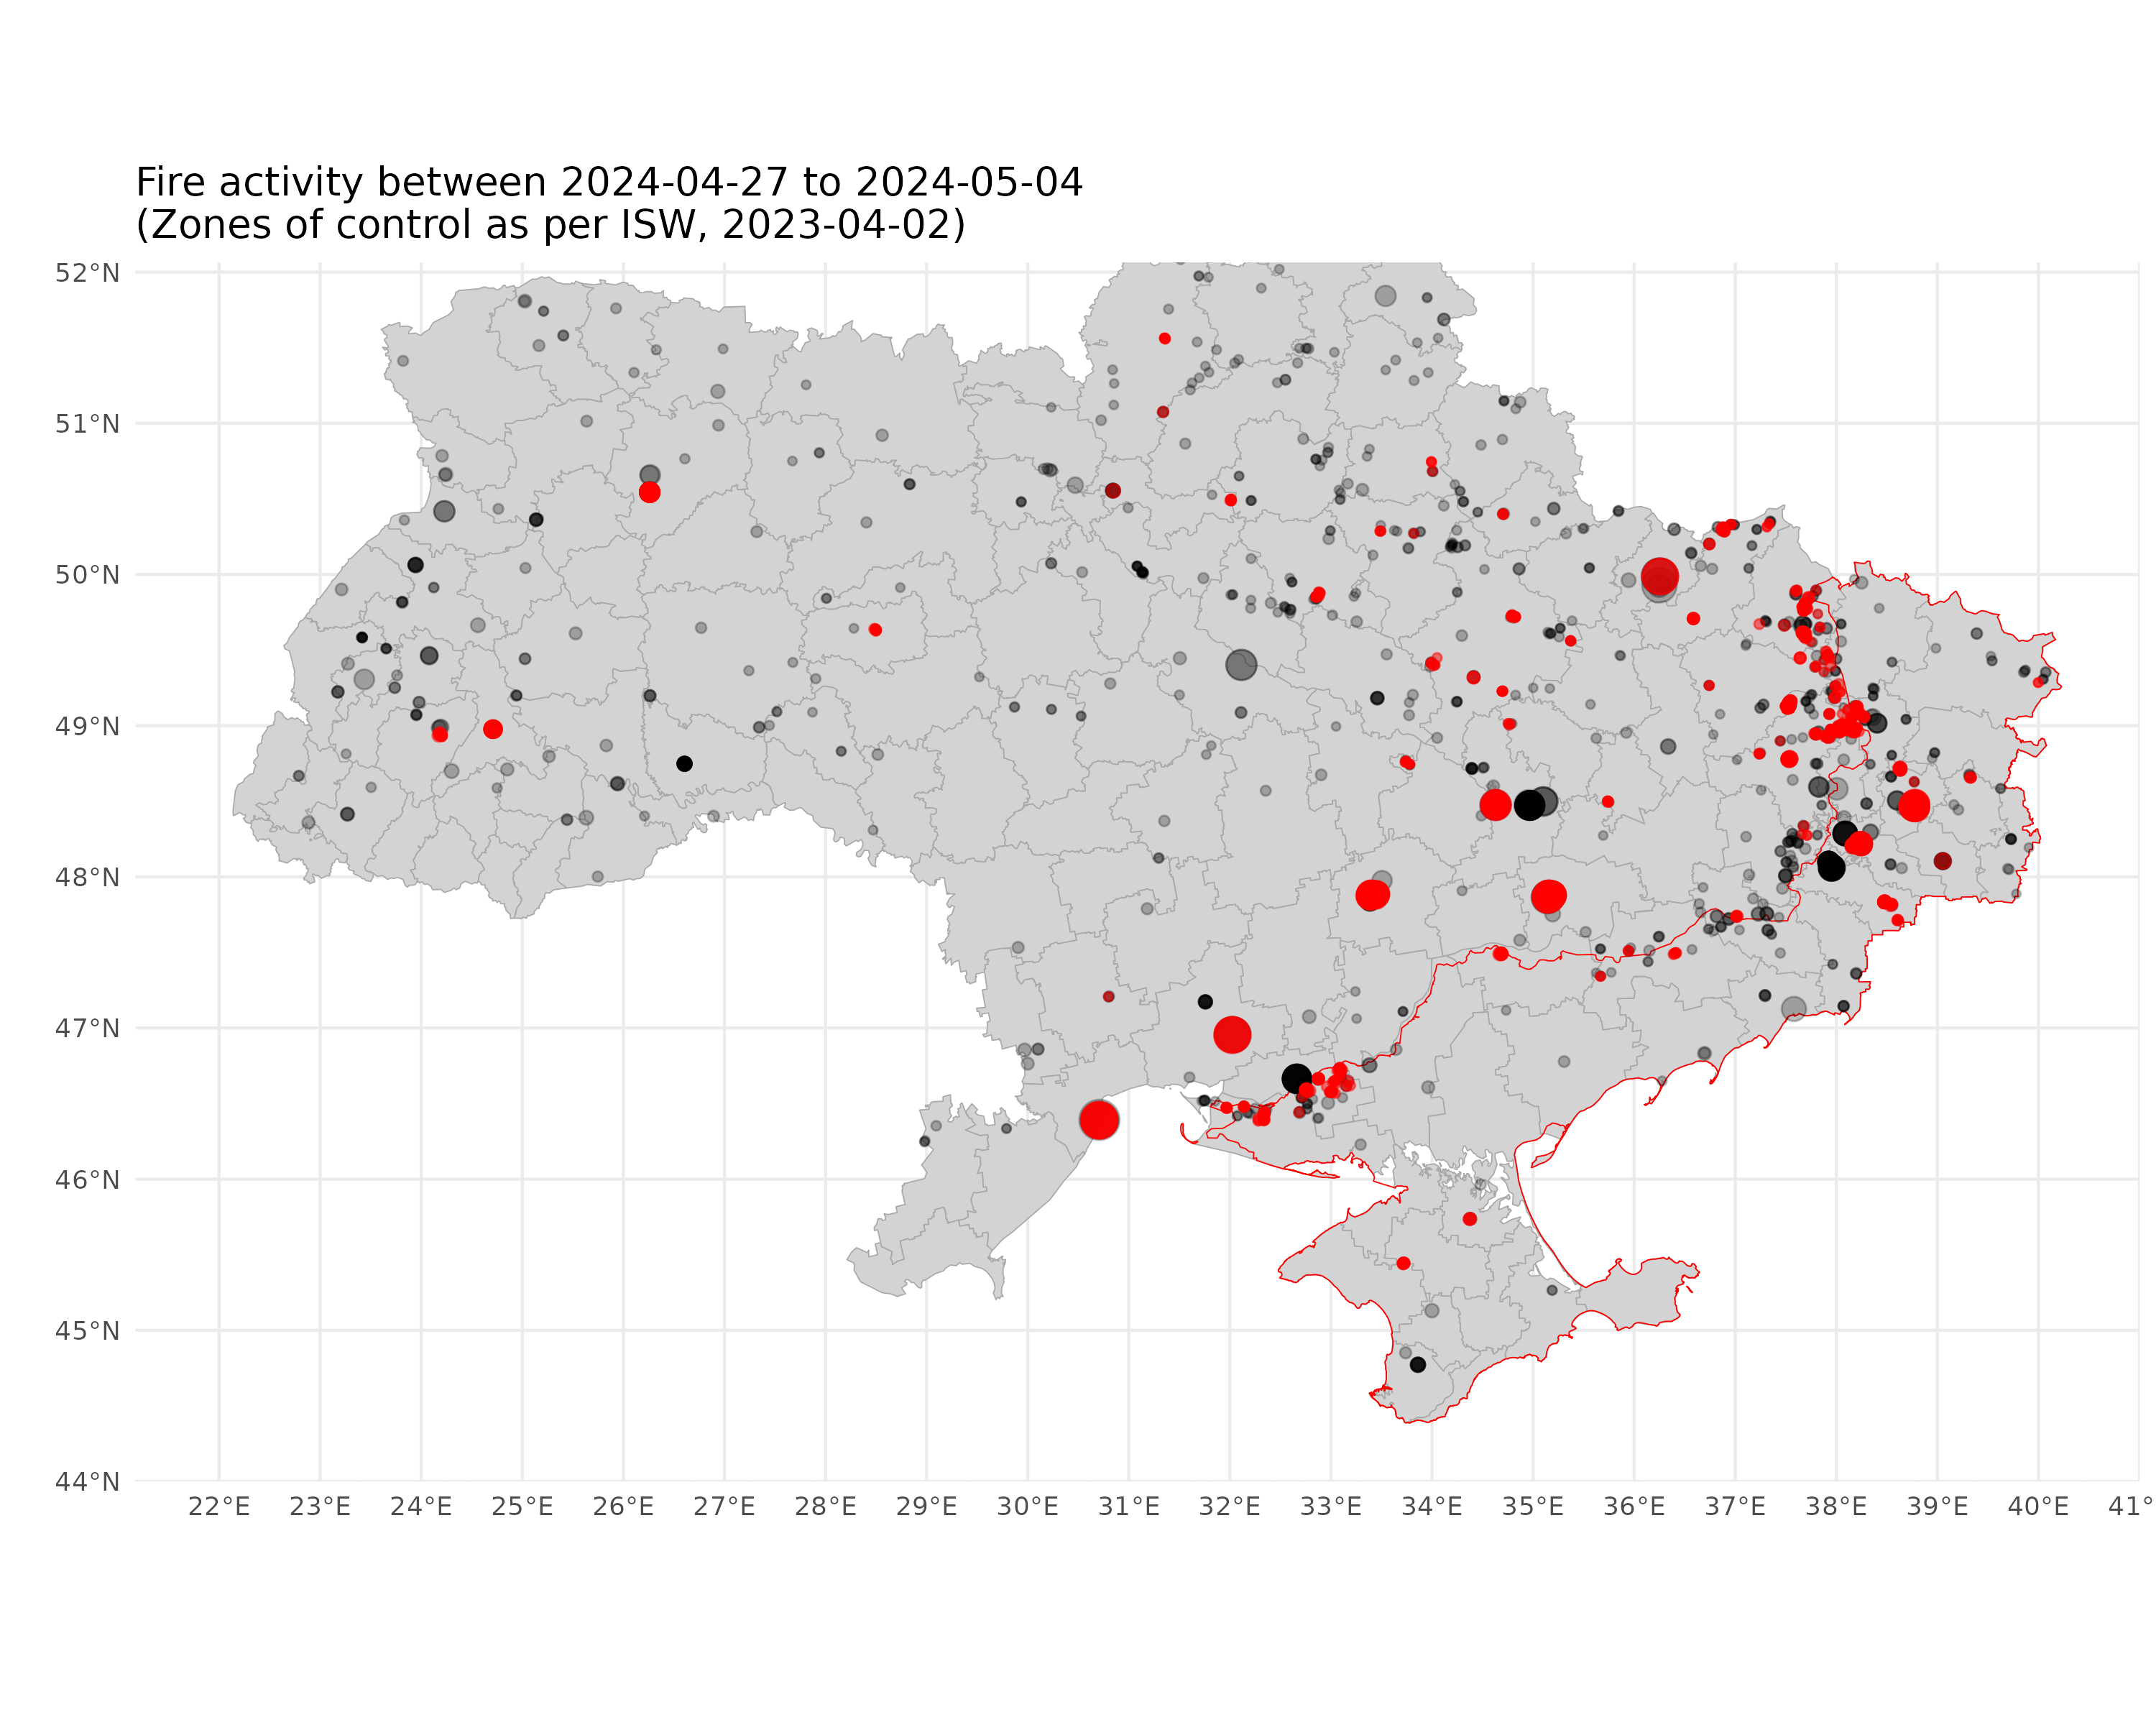 Fire activity between 2024-04-27 to 2024-05-04
(Zones of control as per ISW, 2023-04-02)
52°N
51°N
50°N
49°N
48°N
47°N
46°N
45°N
44°N
22°E 23°E 24°E 25°E 26°E 27°E 28°E 29°E 30°E 31°E 32°E 33°E 34°E 35°E 36°E 37°E 38°E 39°E 40°E 41°